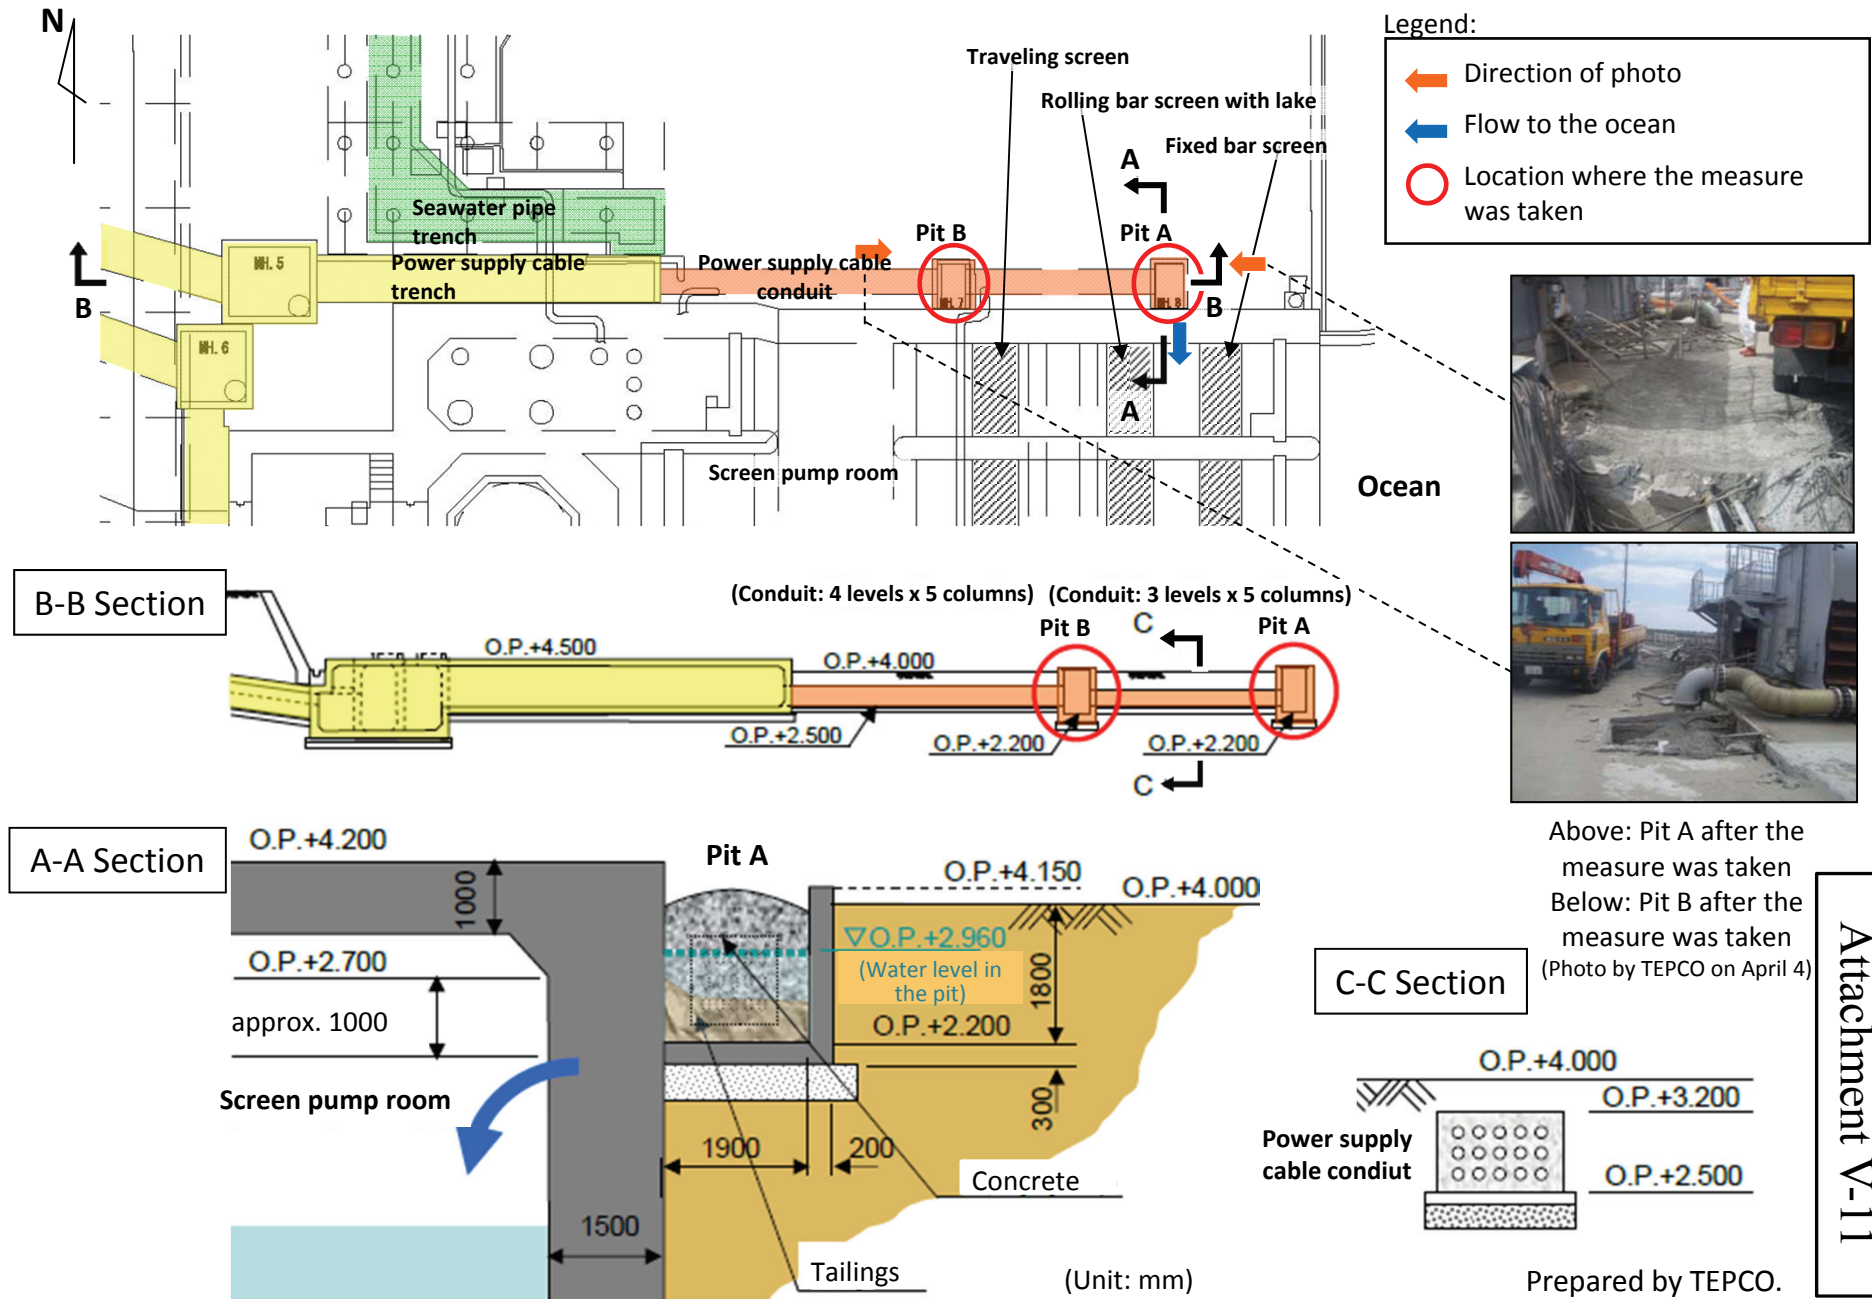 N
Legend:
Direction of photo
Flow to the ocean
Location where the measure
was taken
Traveling screen
Rolling bar screen with lake
Fixed bar screen
A
Seawater pipe
trench
Pit B
Pit A
MH. 5
Power supply cable
trench
Power supply cable
conduit
MH. 7
MH. 8
B
B
MH. 6
A
Screen pump room
Ocean
B-B Section
(Conduit: 4 levels x 5 columns)
(Conduit: 3 levels x 5 columns)
Pit B
C
Pit A
O.P.+4.500
O.P.+4.000
O.P.+2.500
O.P.+2.200
O.P.+2.200
C
A-A Section
O.P.+4.200
Pit A
O.P.+4.150
O.P.+4.000
1000
O.P.+2.960
(Water level in
the pit)
1800
O.P.+2.700
approx. 1000
O.P.+2.200
Screen pump room
300
1900
200
Concrete
1500
Tailings
(Unit: mm)
Above: Pit A after the
measure was taken
Below: Pit B after the
measure was taken
(Photo by TEPCO on April 4)
C-C Section
O.P.+4.000
O.P.+3.200
Power supply
cable condiut
O.P.+2.500
Prepared by TEPCO.
Attachment V-11